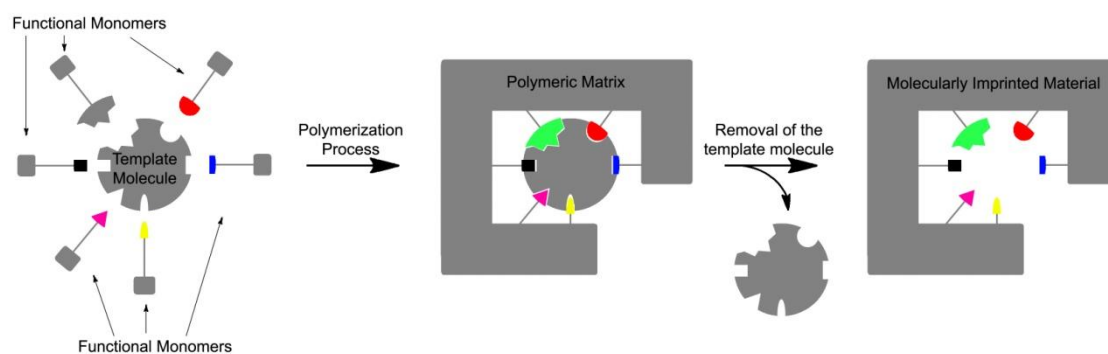 Functional Monomers
Template
Molecule
Functional Monomers
Polymerization
Process
Polymeric Matrix
Removal of the
template molecule
Molecularly Imprinted Material